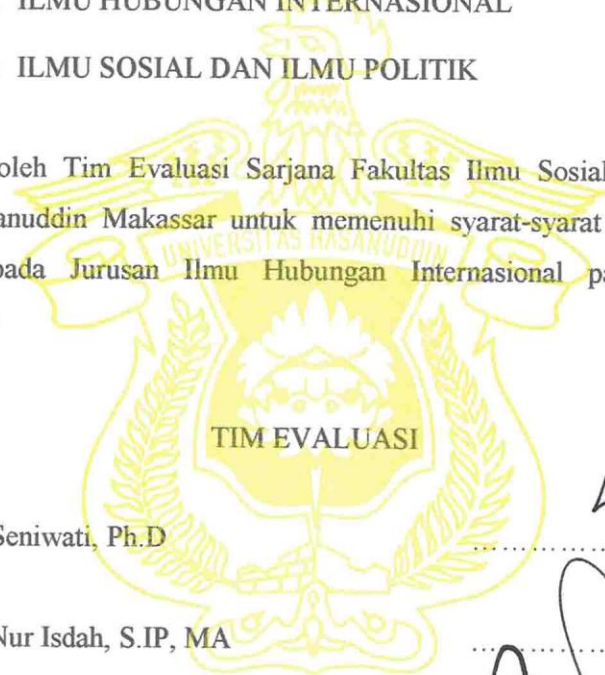 ILMU HUBUNGAN INTERNASIONAL
ILMU SOSIAL DAN ILMU POLITIK
oleh Tim Evaluasi Sarjana Fakultas Ilmu Sosial
anuddin Makassar untuk memenuhi syarat-syarat
UNIVERSITAS HASANUDDIN
pada Jurusan Ilmu Hubungan Internasional pa
TIM EVALUASI
Seniwati, Ph.D
Nur Isdah, S.IP, MA